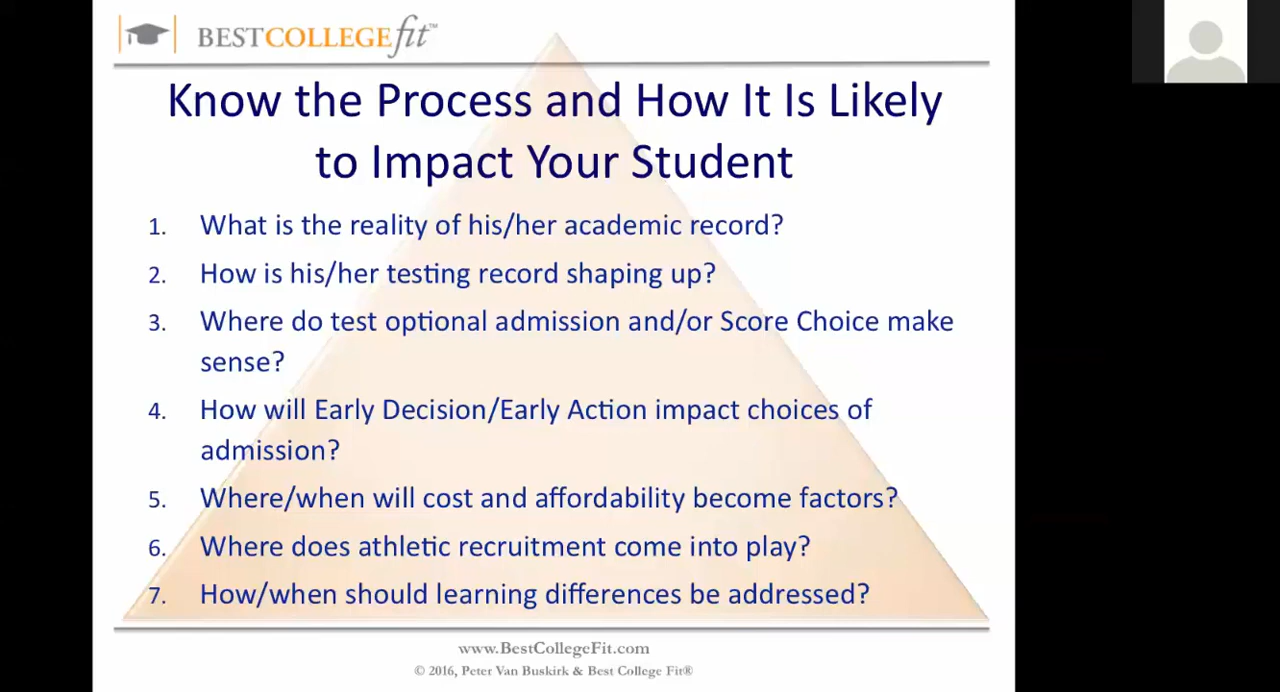 BESTCOLLEGEfit™
Know the Process and How It Is Likely
to Impact Your Student
1. What is the reality of his/her academic record?
2. How is his/her testing record shaping up?
3. Where do test optional admission and/or Score Choice make
sense?
4. How will Early Decision/Early Action impact choices of
admission?
5. Where/when will cost and affordability become factors?
6. Where does athletic recruitment come into play?
7. How/when should learning differences be addressed?
www.BestCollegeFit.com
© 2016, Peter Van Buskirk & Best College Fit®